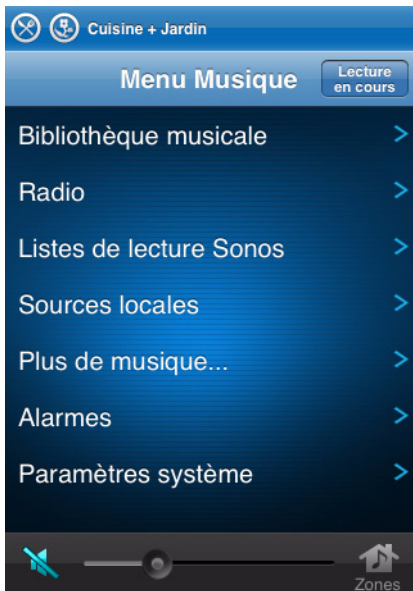 Cuisine + Jardin
Menu Musique
Lecture
en cours
Bibliothèque musicale
Radio
Listes de lecture Sonos
Sources locales
Plus de musique...
Alarmes
Paramètres système
Zones